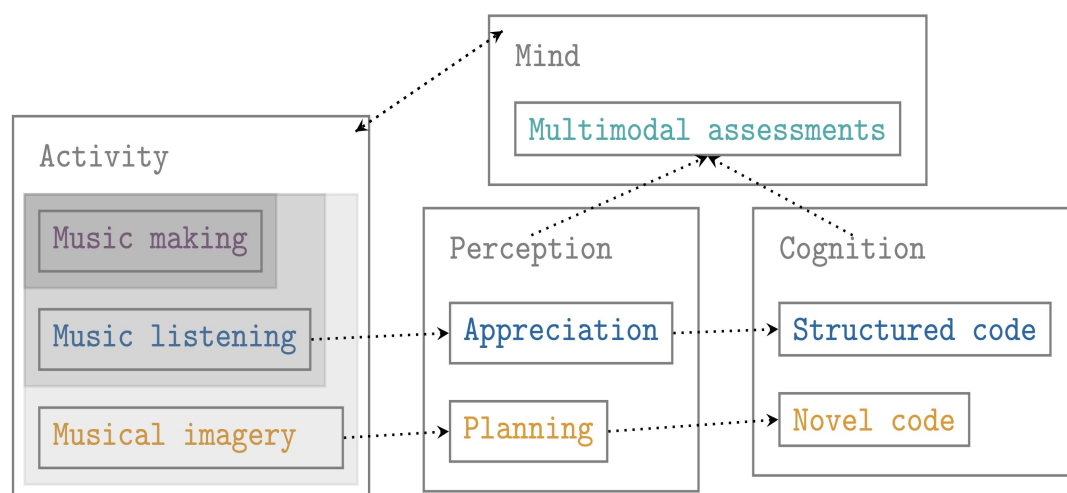 Mind
Multimodal assessments
Activity
Music making
Music listening
Musical imagery
Perception
Appreciation
Planning
Cognition
Structured code
Novel code